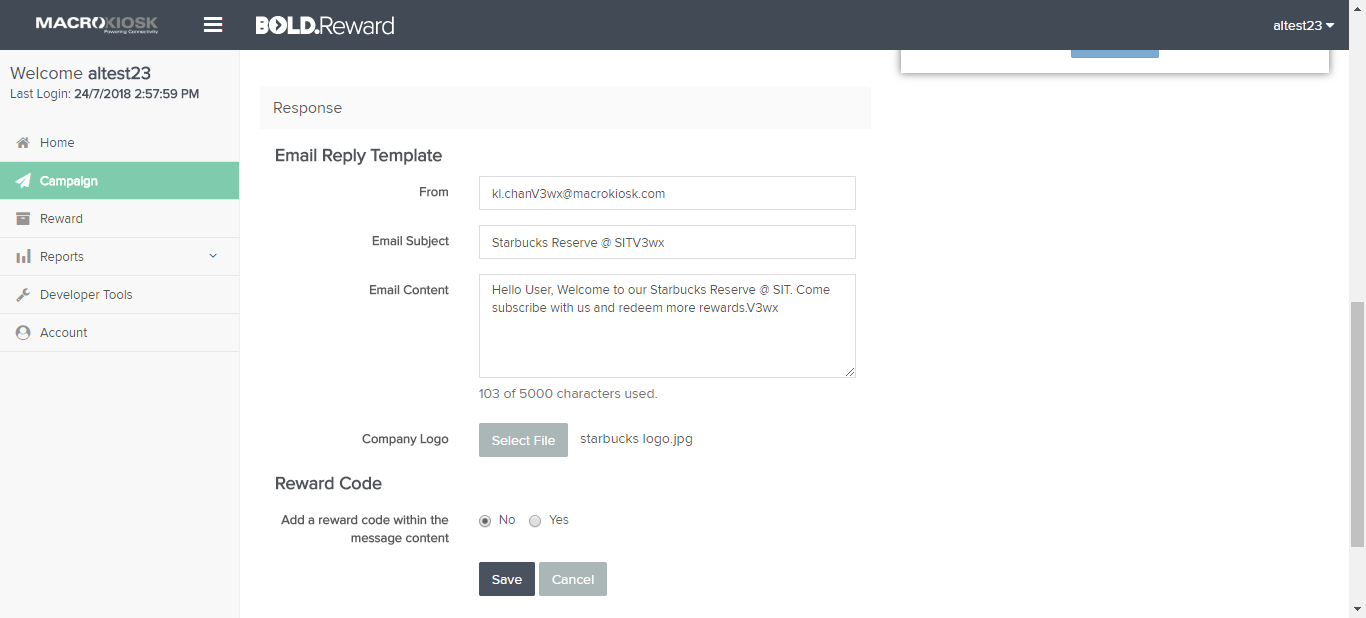 MACROKIOSK
Powering Connectivity
BOLD.Reward
altest23
Welcome altest23
Last Login: 24/7/2018 2:57:59 PM
Home
Campaign
Reward
Reports
Developer Tools
Account
Response
Email Reply Template
From
kl.chanV3wx@macrokiosk.com
Email Subject
Starbucks Reserve @ SITV3wx
Email Content
Hello User, Welcome to our Starbucks Reserve @ SIT. Come
subscribe with us and redeem more rewards.V3wx
103 of 5000 characters used.
Company Logo
Select File
starbucks logo.jpg
Reward Code
Add a reward code within the
message content
No
Yes
Save
Cancel